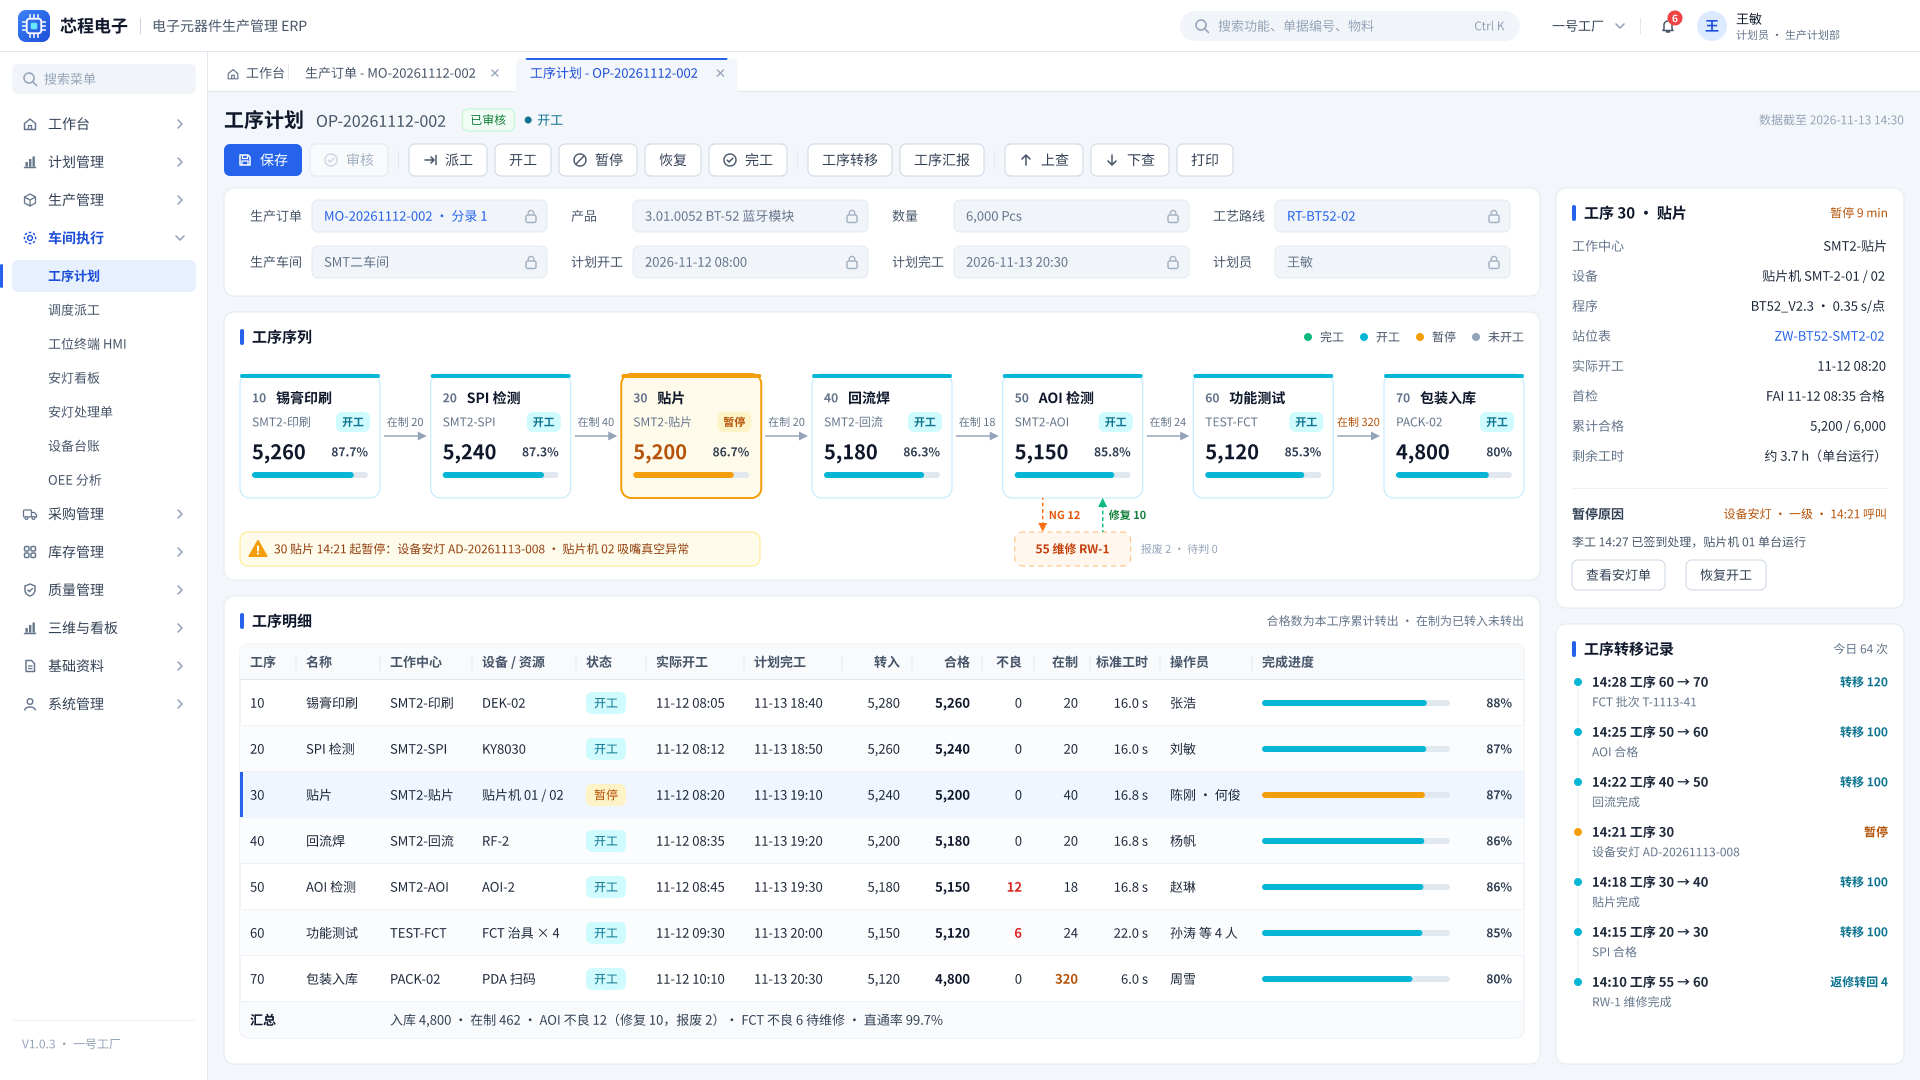 芯程电子
电子元器件生产管理 ERP
搜索功能、单据编号、物料
Ctrl K
一号工厂
6
王
王敏
计划员 · 生产计划部
搜索菜单
工作台
计划管理
生产管理
车间执行
工序计划
调度派工
工位终端 HMI
安灯看板
安灯处理单
设备台账
OEE 分析
采购管理
库存管理
质量管理
三维与看板
基础资料
系统管理
V1.0.3 · 一号工厂
工作台
生产订单 - MO-20261112-002
工序计划 - OP-20261112-002
工序计划 OP-20261112-002 已审核 开工
数据截至 2026-11-13 14:30
保存 审核 派工 开工 暂停 恢复 完工 工序转移 工序汇报 上查 下查 打印
生产订单 MO-20261112-002 · 分录 1
产品 3.01.0052 BT-52 蓝牙模块
数量 6,000 Pcs
工艺路线 RT-BT52-02
生产车间 SMT二车间
计划开工 2026-11-12 08:00
计划完工 2026-11-13 20:30
计划员 王敏
工序序列
完工 开工 暂停 未开工
10 锡膏印刷
SMT2-印刷 开工
5,260 87.7%
在制 20
20 SPI 检测
SMT2-SPI 开工
5,240 87.3%
在制 40
30 贴片
SMT2-贴片 暂停
5,200 86.7%
在制 20
40 回流焊
SMT2-回流 开工
5,180 86.3%
在制 18
50 AOI 检测
SMT2-AOI 开工
5,150 85.8%
在制 24
60 功能测试
TEST-FCT 开工
5,120 85.3%
在制 320
70 包装入库
PACK-02 开工
4,800 80%
NG 12
修复 10
30 贴片 14:21 起暂停：设备安灯 AD-20261113-008 · 贴片机 02 吸嘴真空异常
55 维修 RW-1
报废 2 · 待判 0
工序明细
合格数为本工序累计转出 · 在制为已转入未转出
工序 名称 工作中心 设备 / 资源 状态 实际开工 计划完工 转入 合格 不良 在制 标准工时 操作员 完成进度
10 锡膏印刷 SMT2-印刷 DEK-02 开工 11-12 08:05 11-13 18:40 5,280 5,260 0 20 16.0 s 张浩 88%
20 SPI 检测 SMT2-SPI KY8030 开工 11-12 08:12 11-13 18:50 5,260 5,240 0 20 16.0 s 刘敏 87%
30 贴片 SMT2-贴片 贴片机 01 / 02 暂停 11-12 08:20 11-13 19:10 5,240 5,200 0 40 16.8 s 陈刚 · 何俊 87%
40 回流焊 SMT2-回流 RF-2 开工 11-12 08:35 11-13 19:20 5,200 5,180 0 20 16.8 s 杨帆 86%
50 AOI 检测 SMT2-AOI AOI-2 开工 11-12 08:45 11-13 19:30 5,180 5,150 12 18 16.8 s 赵琳 86%
60 功能测试 TEST-FCT FCT 治具 × 4 开工 11-12 09:30 11-13 20:00 5,150 5,120 6 24 22.0 s 孙涛 等 4 人 85%
70 包装入库 PACK-02 PDA 扫码 开工 11-12 10:10 11-13 20:30 5,120 4,800 0 320 6.0 s 周雪 80%
汇总 入库 4,800 · 在制 462 · AOI 不良 12（修复 10，报废 2） · FCT 不良 6 待维修 · 直通率 99.7%
工序 30 · 贴片
暂停 9 min
工作中心 SMT2-贴片
设备 贴片机 SMT-2-01 / 02
程序 BT52_V2.3 · 0.35 s/点
站位表 ZW-BT52-SMT2-02
实际开工 11-12 08:20
首检 FAI 11-12 08:35 合格
累计合格 5,200 / 6,000
剩余工时 约 3.7 h（单台运行）
暂停原因 设备安灯 · 一级 · 14:21 呼叫
李工 14:27 已签到处理，贴片机 01 单台运行
查看安灯单 恢复开工
工序转移记录 今日 64 次
14:28 工序 60 → 70 转移 120
FCT 批次 T-1113-41
14:25 工序 50 → 60 转移 100
AOI 合格
14:22 工序 40 → 50 转移 100
回流完成
14:21 工序 30 暂停
设备安灯 AD-20261113-008
14:18 工序 30 → 40 转移 100
贴片完成
14:15 工序 20 → 30 转移 100
SPI 合格
14:10 工序 55 → 60 返修转回 4
RW-1 维修完成